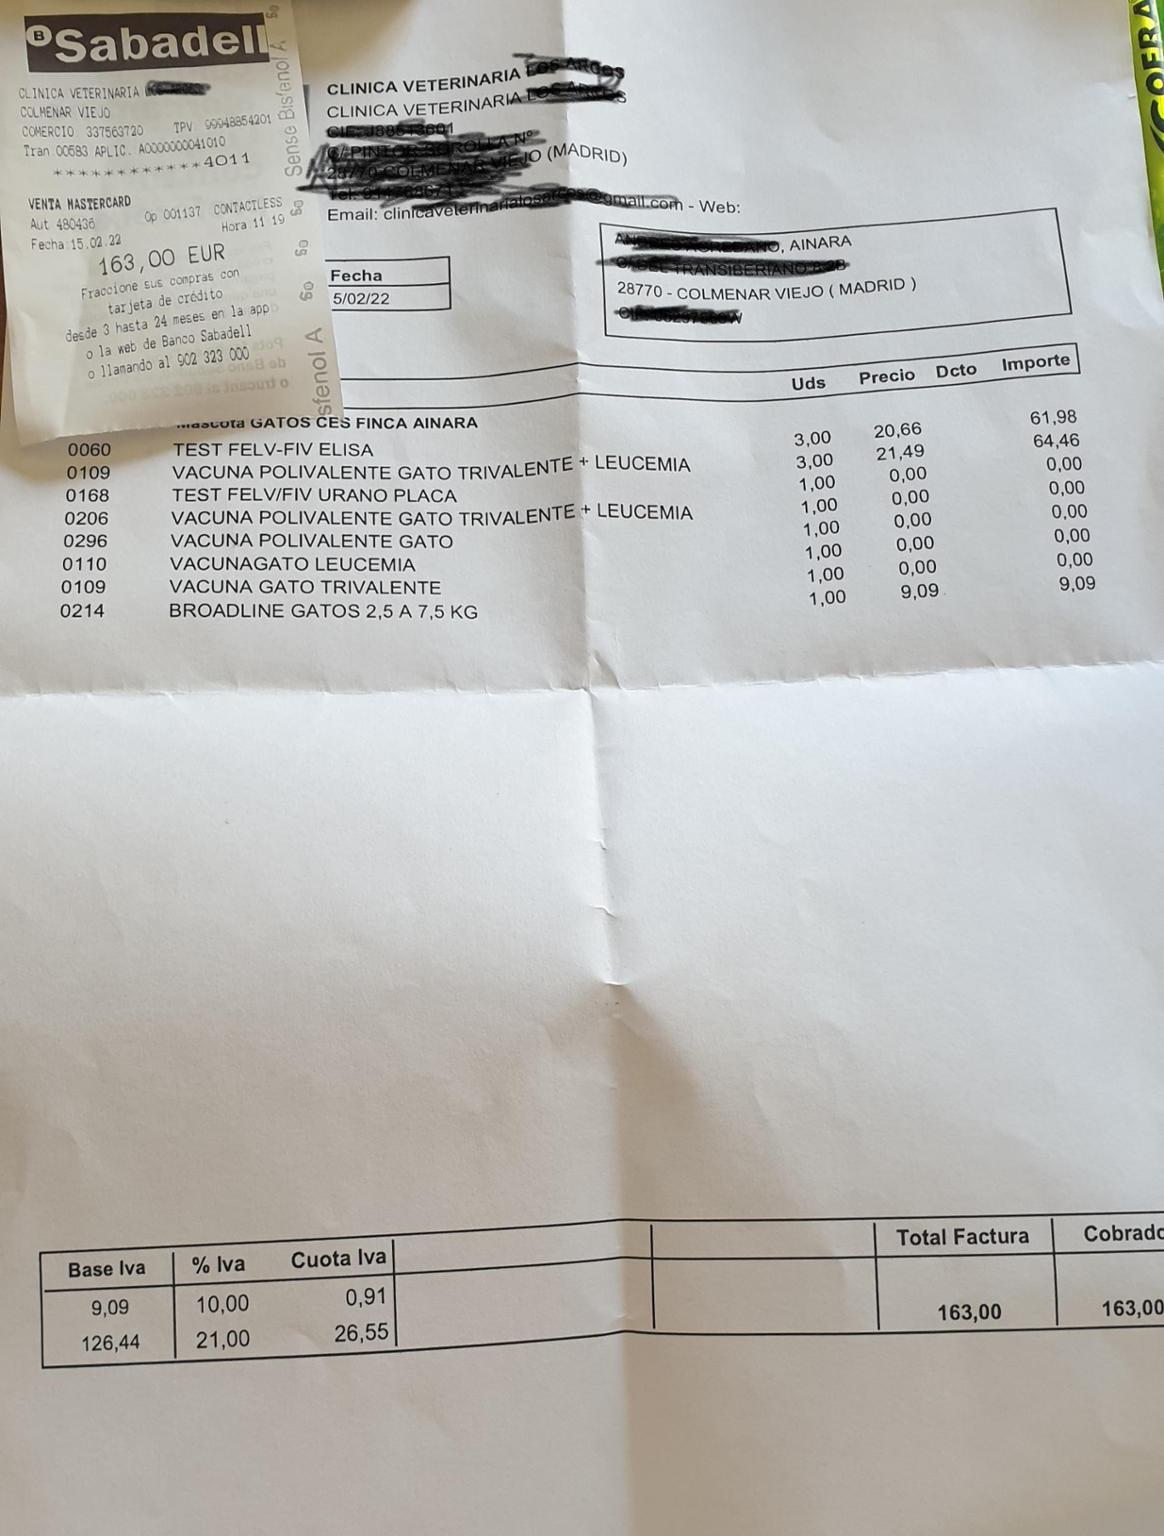 Sabadell
CLINICA VETERINARIA
COLMENAR VIEJO
COMERCIO 337563720 TPV 99948854201
Tran 00583 APLIC. A0000000041010
************4011
VENTA MASTERCARD
Aut 480436 Op 001137 CONTACTLESS
Fecha 15.02.22 Hora 11 19
163,00 EUR
Fraccione sus compras con
tarjeta de crédito
desde 3 hasta 24 meses en la app
o la web de Banco Sabadell
o llamando al 902 323 000
Sense Bisfenol A
sfenol A
CLINICA VETERINARIA
CLINICA VETERINARIA
(MADRID)
Email: - Web:
Fecha
5/02/22
, AINARA
28770 - COLMENAR VIEJO ( MADRID )
Uds Precio Dcto Importe
Mascota GATOS CES FINCA AINARA
0060 TEST FELV-FIV ELISA 3,00 20,66 61,98
0109 VACUNA POLIVALENTE GATO TRIVALENTE + LEUCEMIA 3,00 21,49 64,46
0168 TEST FELV/FIV URANO PLACA 1,00 0,00 0,00
0206 VACUNA POLIVALENTE GATO TRIVALENTE + LEUCEMIA 1,00 0,00 0,00
0296 VACUNA POLIVALENTE GATO 1,00 0,00 0,00
0110 VACUNAGATO LEUCEMIA 1,00 0,00 0,00
0109 VACUNA GATO TRIVALENTE 1,00 0,00 0,00
0214 BROADLINE GATOS 2,5 A 7,5 KG 1,00 9,09 9,09
Base Iva % Iva Cuota Iva Total Factura Cobrado
9,09 10,00 0,91
126,44 21,00 26,55 163,00 163,00